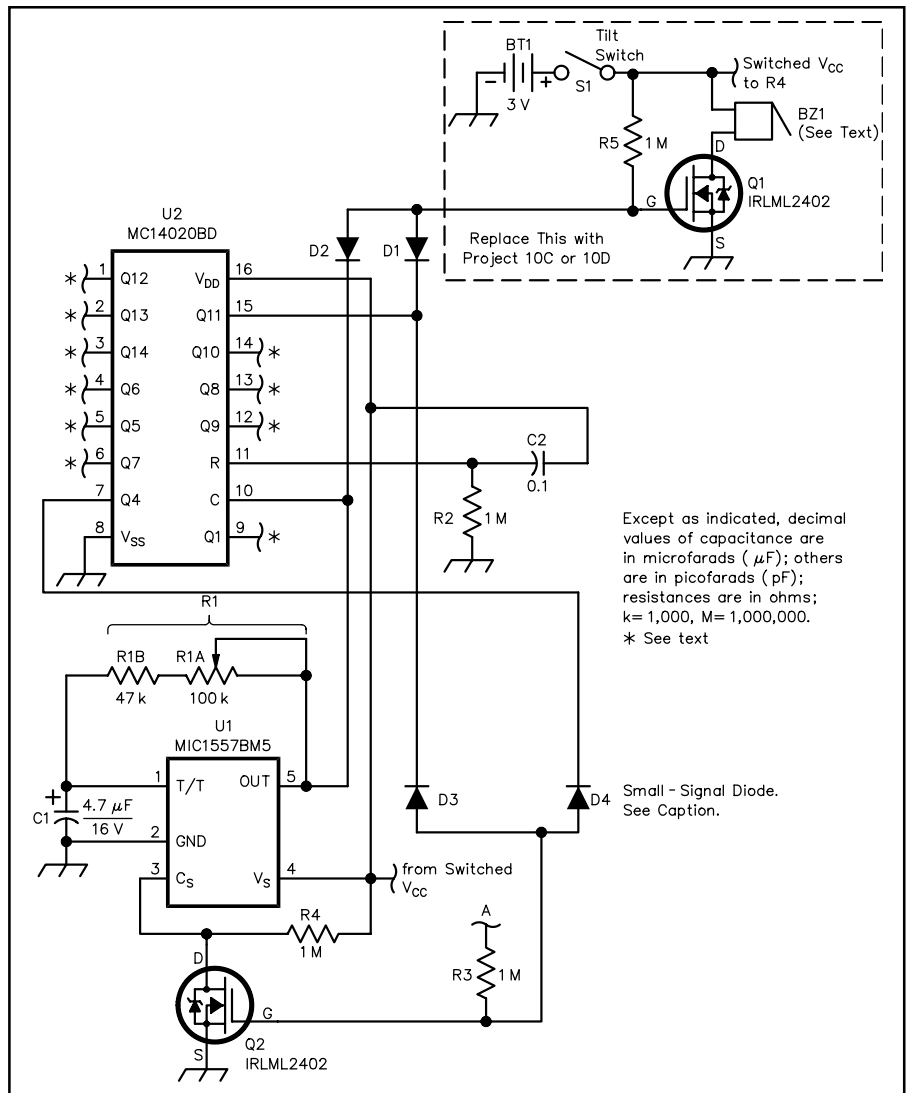 BT1
3 V
Tilt
Switch
S1
Switched VCC
to R4
BZ1
(See Text)
R5
1 M
D
G
S
Q1
IRLML2402
Replace This with
Project 10C or 10D
U2
MC14020BD
D2
D1
* 1 Q12
VDD 16
* 2 Q13
Q11 15
* 3 Q14
Q10 14 *
* 4 Q6
Q8 13 *
* 5 Q5
Q9 12 *
* 6 Q7
R 11
7 Q4
C 10
8 VSS
Q1 9 *
C2
0.1
R2
1 M
Except as indicated, decimal
values of capacitance are
in microfarads ( μF); others
are in picofarads ( pF);
resistances are in ohms;
k= 1,000, M= 1,000,000.
* See text
R1
R1B
R1A
47 k
100 k
U1
MIC1557BM5
1 T/T
OUT 5
+
C1
4.7 μF
16 V
2 GND
3 CS
VS 4
from Switched
VCC
D3
D4
Small - Signal Diode.
See Caption.
R4
1 M
A
R3
1 M
D
G
S
Q2
IRLML2402